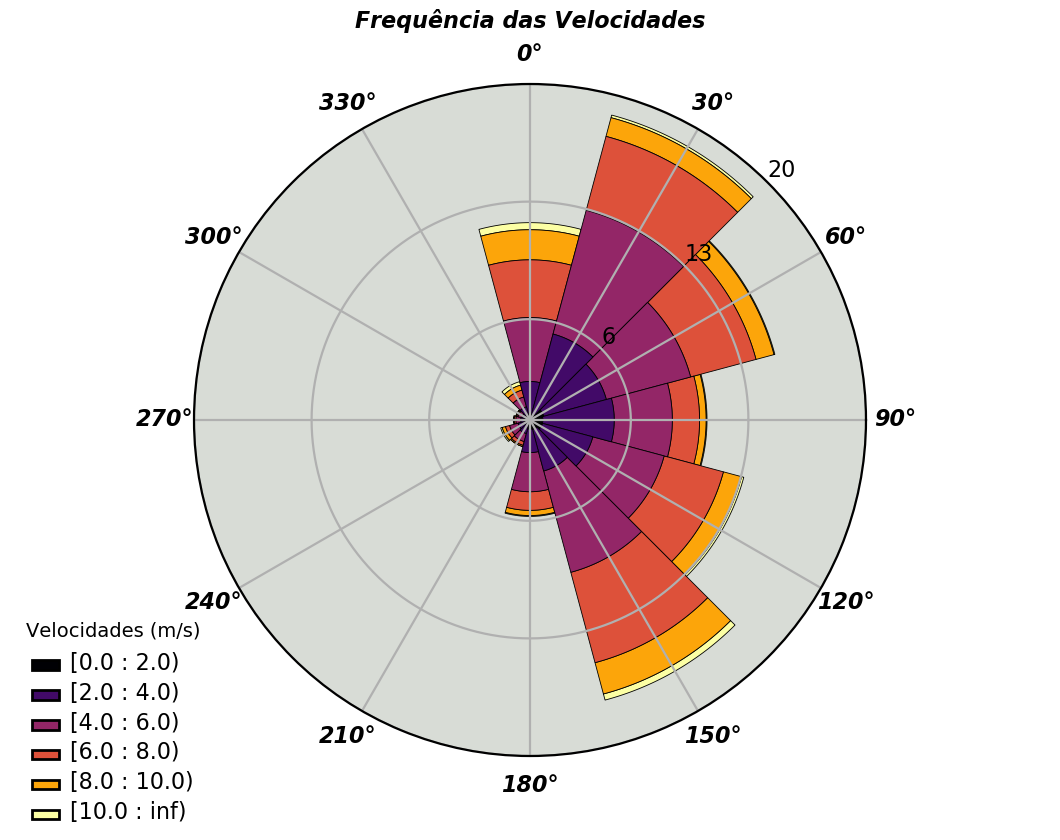 Frequência das Velocidades
0°
330°
30°
20
300°
60°
13
6
270°
90°
240°
120°
210°
150°
180°
Velocidades (m/s)
[0.0 : 2.0)
[2.0 : 4.0)
[4.0 : 6.0)
[6.0 : 8.0)
[8.0 : 10.0)
[10.0 : inf)